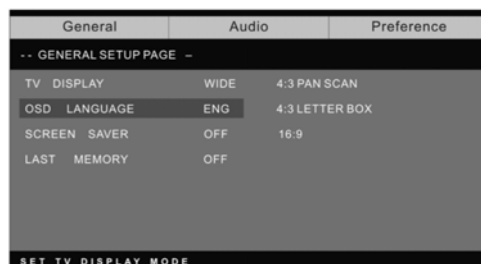 General Audio Preference
-- GENERAL SETUP PAGE –
TV DISPLAY WIDE 4:3 PAN SCAN
OSD LANGUAGE ENG 4:3 LETTER BOX
SCREEN SAVER OFF 16:9
LAST MEMORY OFF
SET TV DISPLAY MODE